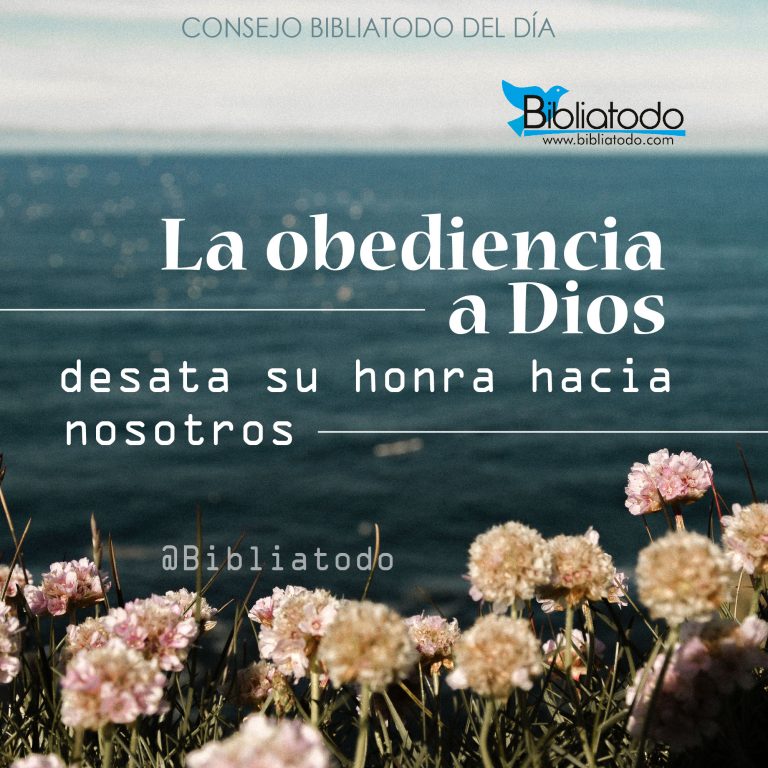 CONSEJO BIBLIATODO DEL DÍA
Bibliatodo
www.bibliatodo.com
La obediencia
a Dios
desata su honra hacia
nosotros
@Bibliatodo